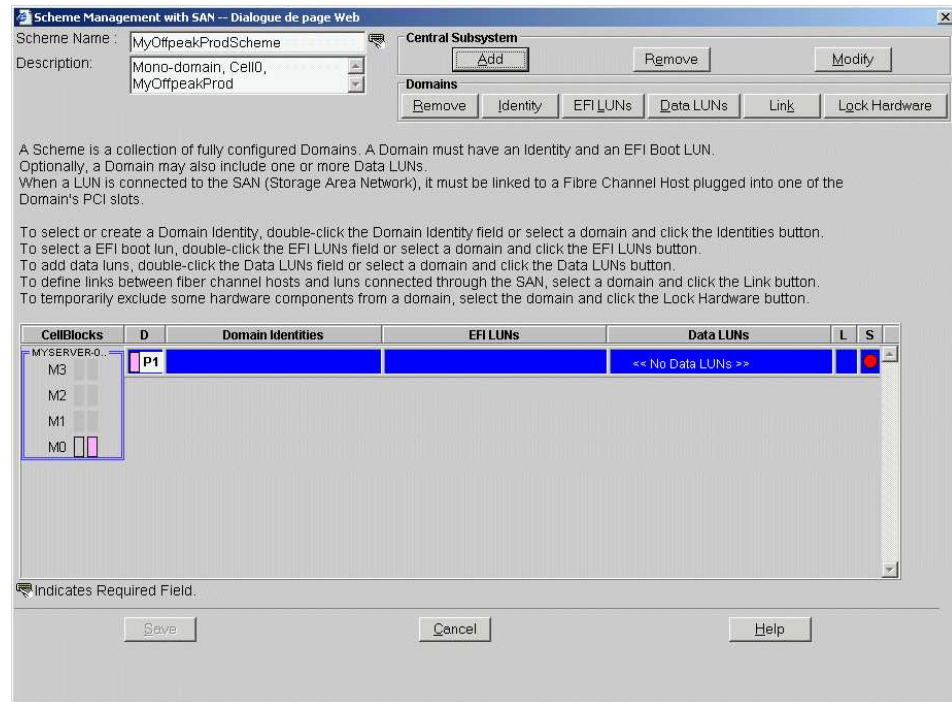 Scheme Management with SAN -- Dialogue de page Web
Scheme Name :
MyOffpeakProdScheme
Description:
Mono-domain, Cell0,
MyOffpeakProd
Central Subsystem
Add Remove Modify
Domains
Remove Identity EFI LUNs Data LUNs Link Lock Hardware
A Scheme is a collection of fully configured Domains. A Domain must have an Identity and an EFI Boot LUN.
Optionally, a Domain may also include one or more Data LUNs.
When a LUN is connected to the SAN (Storage Area Network), it must be linked to a Fibre Channel Host plugged into one of the
Domain's PCI slots.
To select or create a Domain Identity, double-click the Domain Identity field or select a domain and click the Identities button.
To select a EFI boot lun, double-click the EFI LUNs field or select a domain and click the EFI LUNs button.
To add data luns, double-click the Data LUNs field or select a domain and click the Data LUNs button.
To define links between fiber channel hosts and luns connected through the SAN, select a domain and click the Link button.
To temporarily exclude some hardware components from a domain, select the domain and click the Lock Hardware button.
CellBlocks D Domain Identities EFI LUNs Data LUNs L S
MYSERVER-0..
P1 << No Data LUNs >>
M3
M2
M1
M0
Indicates Required Field.
Save Cancel Help